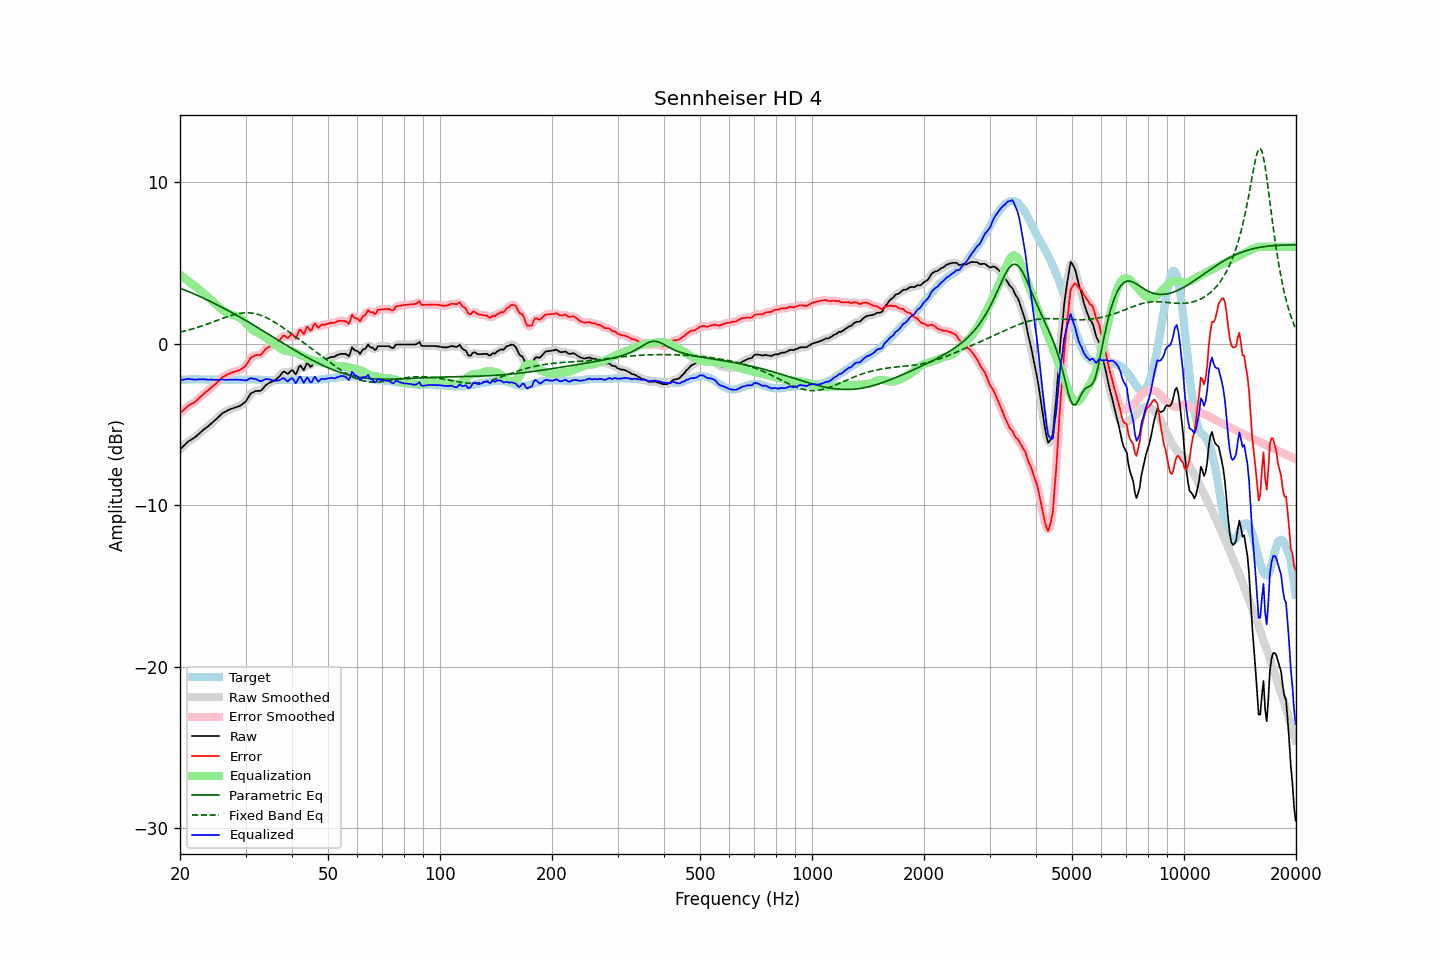 Sennheiser HD 4
Amplitude (dBr)
10
0
−10
−20
−30
Target
Raw Smoothed
Error Smoothed
Raw
Error
Equalization
Parametric Eq
Fixed Band Eq
Equalized
20 50 100 200 500 1000 2000 5000 10000 20000
Frequency (Hz)